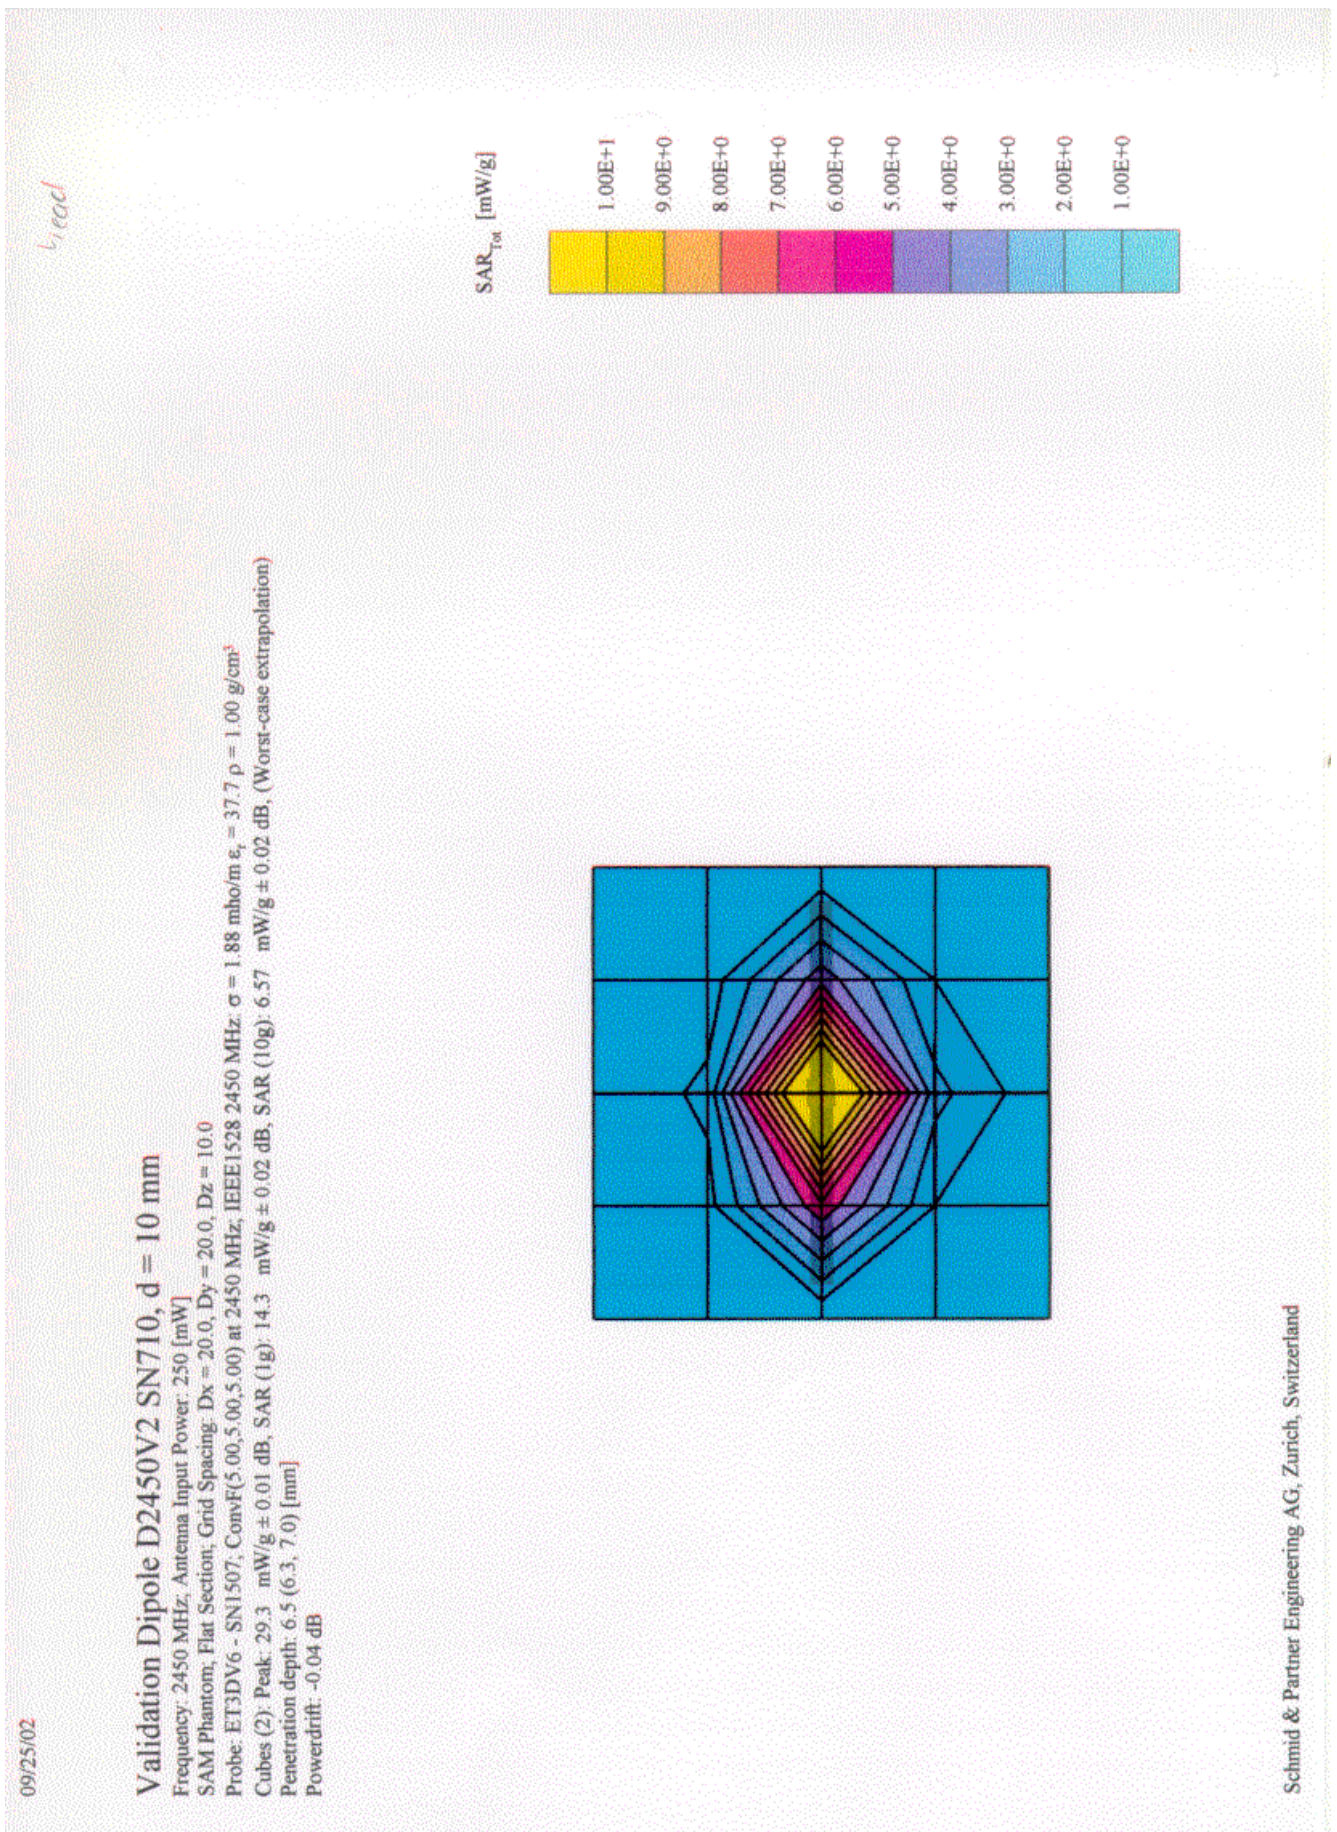 09/25/02
head
Validation Dipole D2450V2 SN710, d = 10 mm
Frequency: 2450 MHz; Antenna Input Power: 250 [mW]
SAM Phantom; Flat Section; Grid Spacing: Dx = 20.0, Dy = 20.0, Dz = 10.0
Probe: ET3DV6 - SN1507; ConvF(5.00,5.00,5.00) at 2450 MHz; IEEE1528 2450 MHz: σ = 1.88 mho/m εr = 37.7 ρ = 1.00 g/cm³
Cubes (2): Peak: 29.3 mW/g ± 0.01 dB, SAR (1g): 14.3 mW/g ± 0.02 dB, SAR (10g): 6.57 mW/g ± 0.02 dB, (Worst-case extrapolation)
Penetration depth: 6.5 (6.3, 7.0) [mm]
Powerdrift: -0.04 dB
SARTot [mW/g]
1.00E+1
9.00E+0
8.00E+0
7.00E+0
6.00E+0
5.00E+0
4.00E+0
3.00E+0
2.00E+0
1.00E+0
Schmid & Partner Engineering AG, Zurich, Switzerland